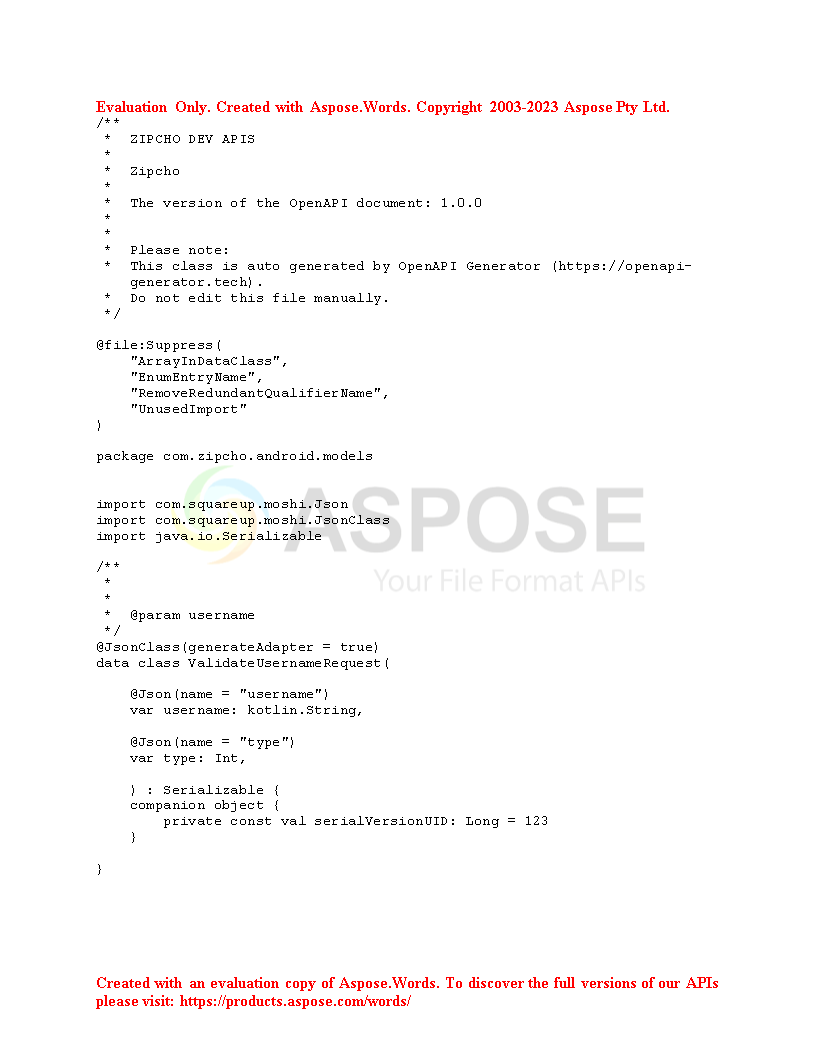 Evaluation Only. Created with Aspose.Words. Copyright 2003-2023 Aspose Pty Ltd.
/**
 *  ZIPCHO DEV APIS
 *
 *  Zipcho
 *
 *  The version of the OpenAPI document: 1.0.0
 *
 *
 *  Please note:
 *  This class is auto generated by OpenAPI Generator (https://openapi-
    generator.tech).
 *  Do not edit this file manually.
 */

@file:Suppress(
    "ArrayInDataClass",
    "EnumEntryName",
    "RemoveRedundantQualifierName",
    "UnusedImport"
)

package com.zipcho.android.models


import com.squareup.moshi.Json
import com.squareup.moshi.JsonClass
import java.io.Serializable
ASPOSE
Your File Format APIs

/**
 *
 *
 *  @param username
 */
@JsonClass(generateAdapter = true)
data class ValidateUsernameRequest(

    @Json(name = "username")
    var username: kotlin.String,

    @Json(name = "type")
    var type: Int,

    ) : Serializable {
    companion object {
        private const val serialVersionUID: Long = 123
    }

}

Created with an evaluation copy of Aspose.Words. To discover the full versions of our APIs
please visit: https://products.aspose.com/words/